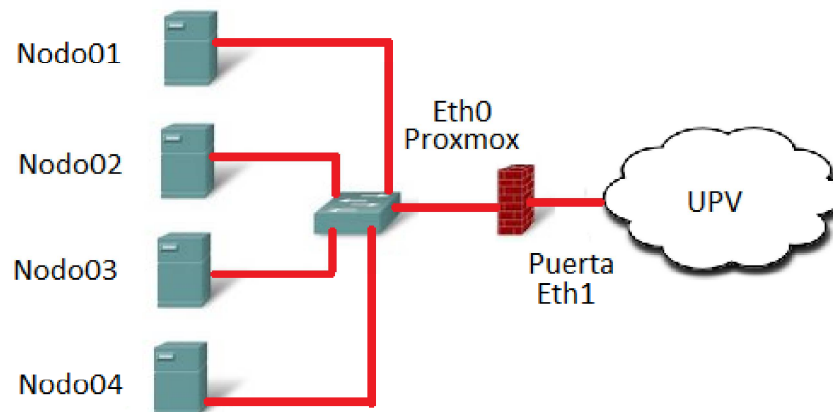 Nodo01
Nodo02
Nodo03
Nodo04
Eth0
Proxmox
Puerta
Eth1
UPV